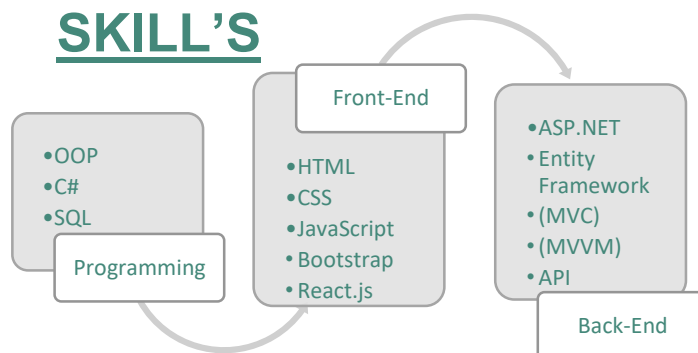 SKILL’S
•OOP
•C#
•SQL
Programming
Front-End
•HTML
•CSS
•JavaScript
•Bootstrap
•React.js
•ASP.NET
•Entity
Framework
•(MVC)
•(MVVM)
•API
Back-End